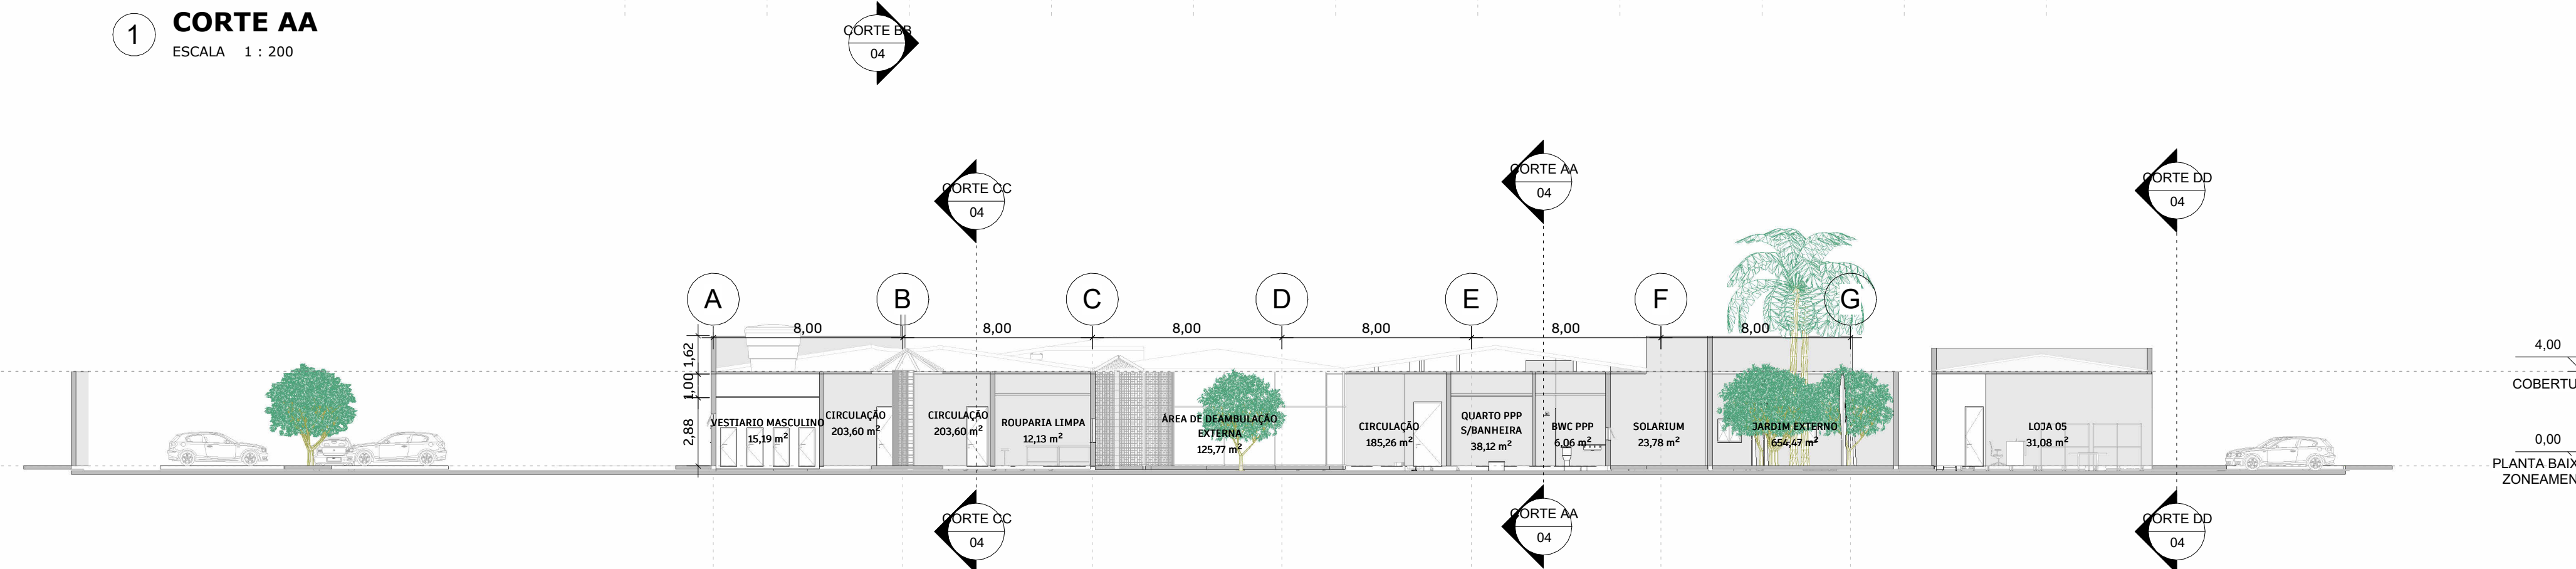 1 CORTE AA
ESCALA 1 : 200
CORTE BB
04
CORTE CC
04
CORTE AA
04
CORTE DD
04
A B C D E F G
8,00 8,00 8,00 8,00 8,00 8,00
1,62
1,00
2,88
VESTIARIO MASCULINO
15,19 m²
CIRCULAÇÃO
203,60 m²
CIRCULAÇÃO
203,60 m²
ROUPARIA LIMPA
12,13 m²
ÁREA DE DEAMBULAÇÃO
EXTERNA
125,77 m²
CIRCULAÇÃO
185,26 m²
QUARTO PPP
S/BANHEIRA
38,12 m²
BWC PPP
6,06 m²
SOLARIUM
23,78 m²
JARDIM EXTERNO
654,47 m²
LOJA 05
31,08 m²
4,00
COBERTU
0,00
PLANTA BAIX
ZONEAMEN
CORTE CC
04
CORTE AA
04
CORTE DD
04